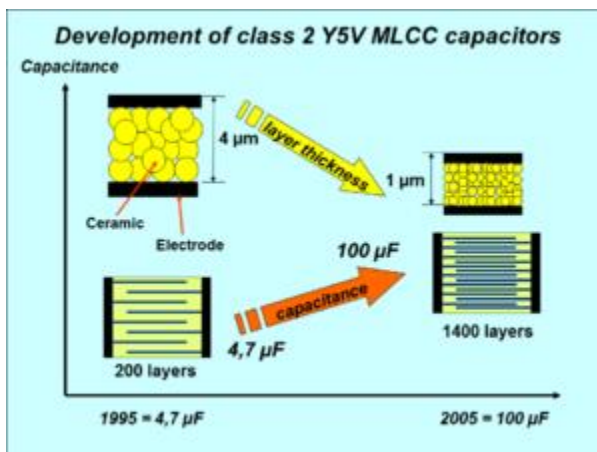 Development of class 2 Y5V MLCC capacitors
Capacitance
4 µm
layer thickness
1 µm
Ceramic
Electrode
100 µF
capacitance
4,7 µF
200 layers
1400 layers
1995 = 4,7 µF
2005 = 100 µF